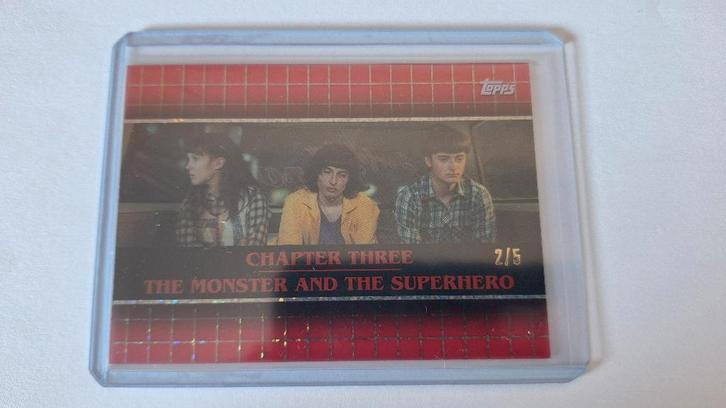 topps
CHAPTER THREE
2/5
THE MONSTER AND THE SUPERHERO